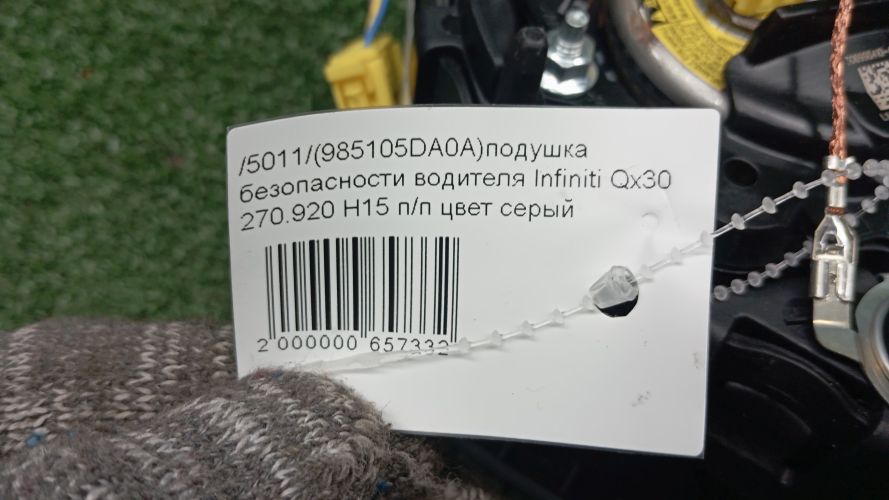 /5011/(985105DA0A)подушка
безопасности водителя Infiniti Qx30
270.920 H15 п/п цвет серый
2 000000 657332